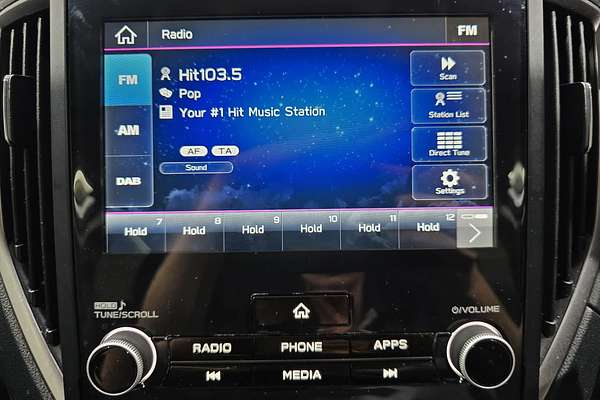 Radio FM
FM
Hit103.5
Scan
Pop
Your #1 Hit Music Station
Station List
AM
AF TA
Direct Tune
Sound
DAB
Settings
7 8 9 10 11 12
Hold Hold Hold Hold Hold Hold
TUNE/SCROLL
/VOLUME
RADIO PHONE APPS
MEDIA